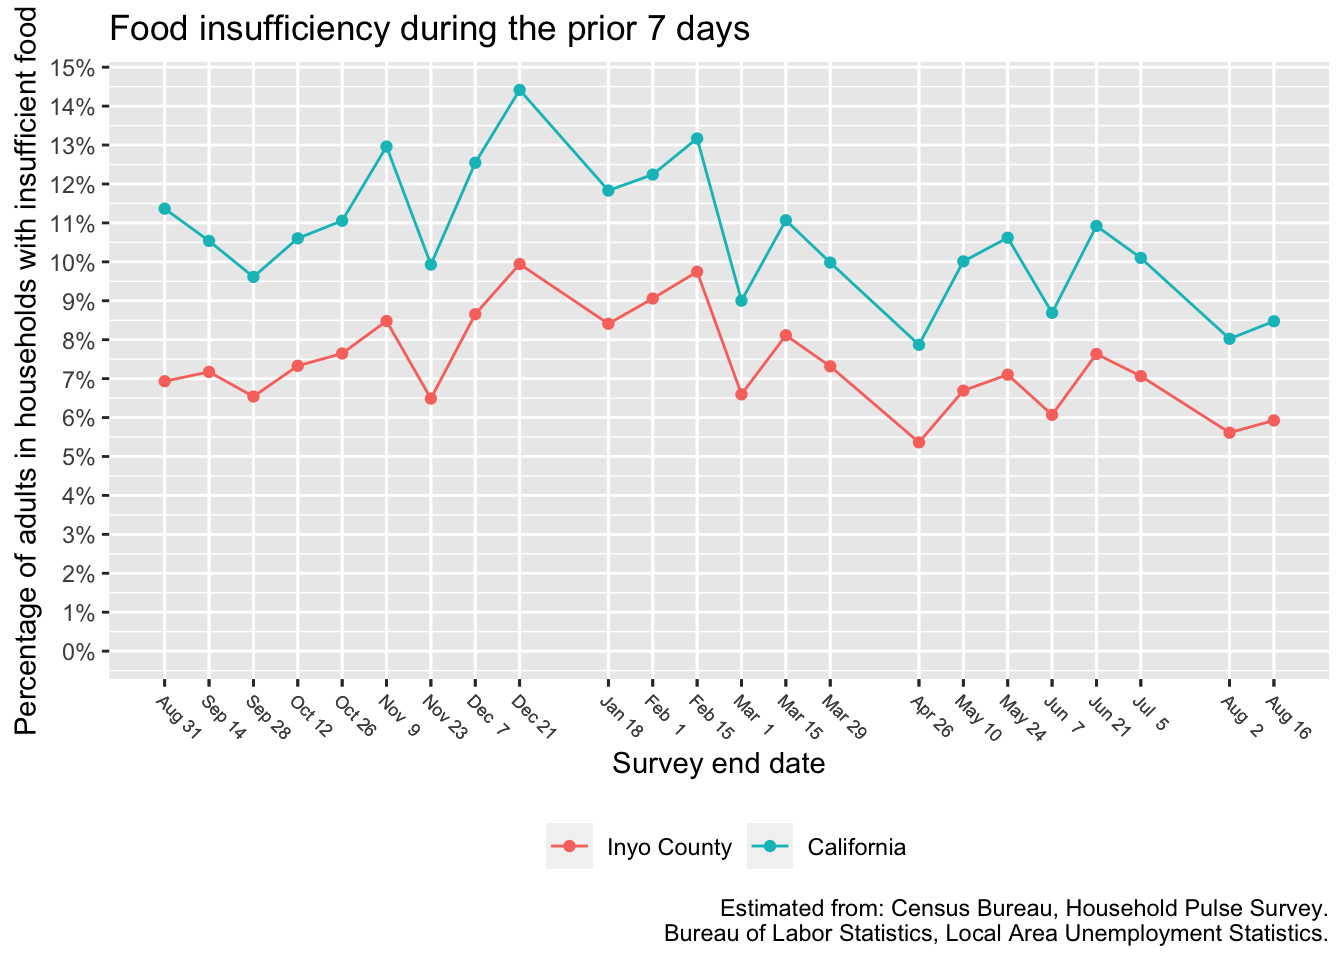 Food insufficiency during the prior 7 days
Percentage of adults in households with insufficient food
15%
14%
13%
12%
11%
10%
9%
8%
7%
6%
5%
4%
3%
2%
1%
0%
Aug 31
Sep 14
Sep 28
Oct 12
Oct 26
Nov 9
Nov 23
Dec 7
Dec 21
Jan 18
Feb 1
Feb 15
Mar 1
Mar 15
Mar 29
Apr 26
May 10
May 24
Jun 7
Jun 21
Jul 5
Aug 2
Aug 16
Survey end date
Inyo County
California
Estimated from: Census Bureau, Household Pulse Survey.
Bureau of Labor Statistics, Local Area Unemployment Statistics.